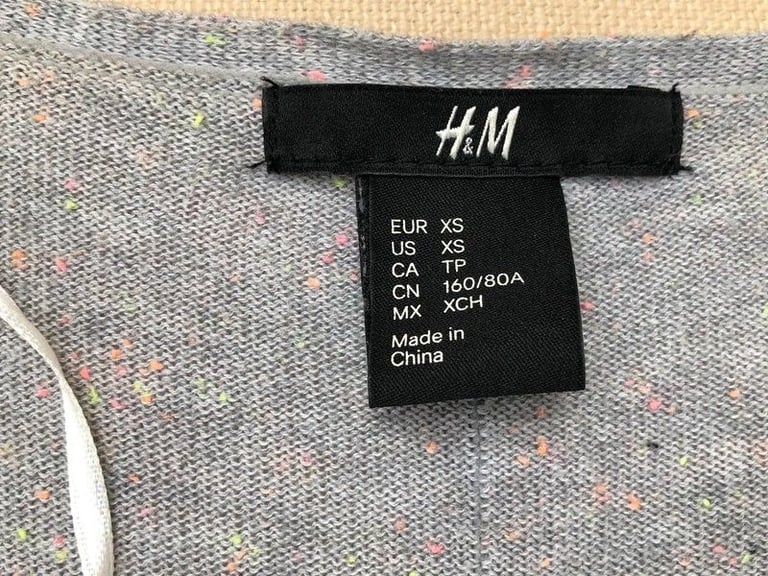 H&M
EUR XS
US XS
CA TP
CN 160/80A
MX XCH
Made in
China